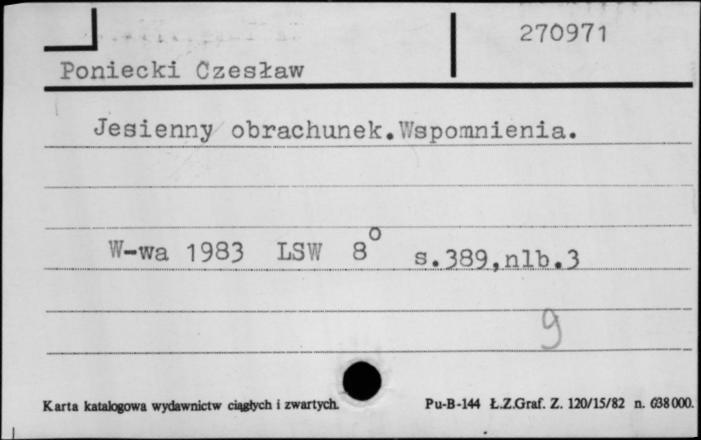 270971
Poniecki Czesław
Jesienny obrachunek.Wspomnienia.
W-wa 1983 LSW 8° s.389,nlb.3
9
Karta katalogowa wydawnictw ciągłych i zwartych. Pu-B-144 Ł.Z.Graf. Z. 120/15/82 n. 638000.